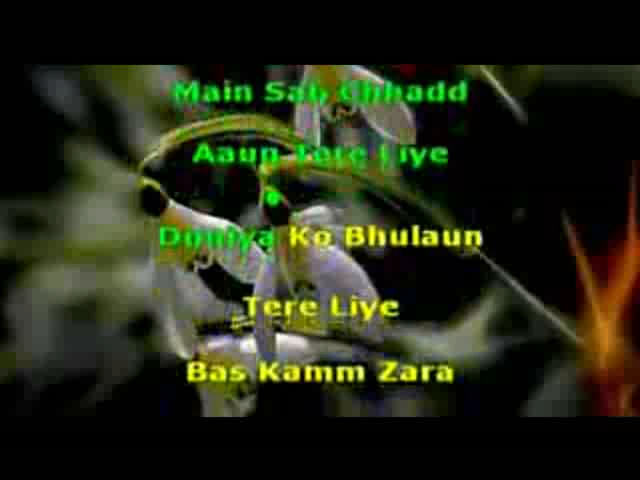 Main Sab Chhadd
Aaun Tere Liye
Duniya Ko Bhulaun
Tere Liye
Bas Kamm Zara